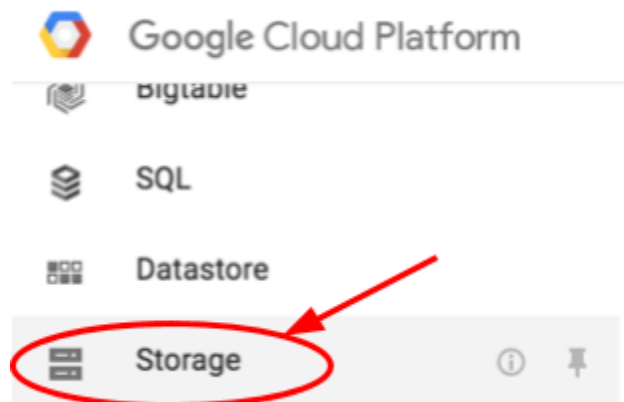 Google Cloud Platform
Bigtable
SQL
Datastore
Storage